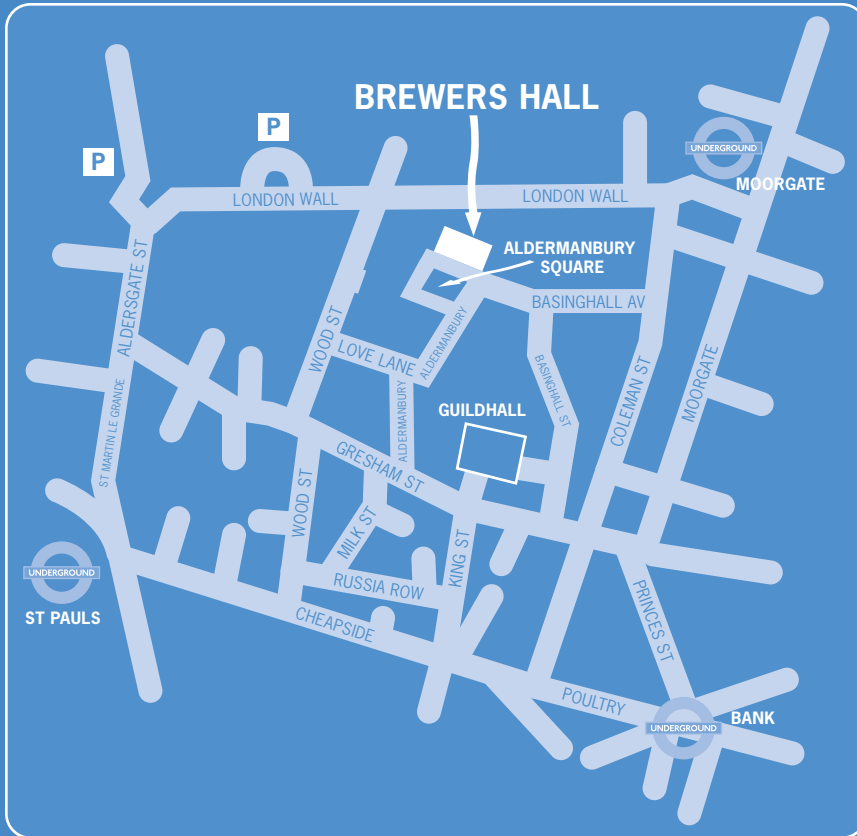 BREWERS HALL
P
P
UNDERGROUND
MOORGATE
LONDON WALL
LONDON WALL
ALDERMANBURY
SQUARE
ALDERSGATE ST
WOOD ST
BASINGHALL AV
ALDERMANBURY
LOVE LANE
BASINGHALL ST
COLEMAN ST
MOORGATE
ST MARTIN LE GRANDE
ALDERMANBURY
GUILDHALL
GRESHAM ST
WOOD ST
MILK ST
KING ST
UNDERGROUND
ST PAULS
RUSSIA ROW
CHEAPSIDE
PRINCES ST
POULTRY
UNDERGROUND
BANK